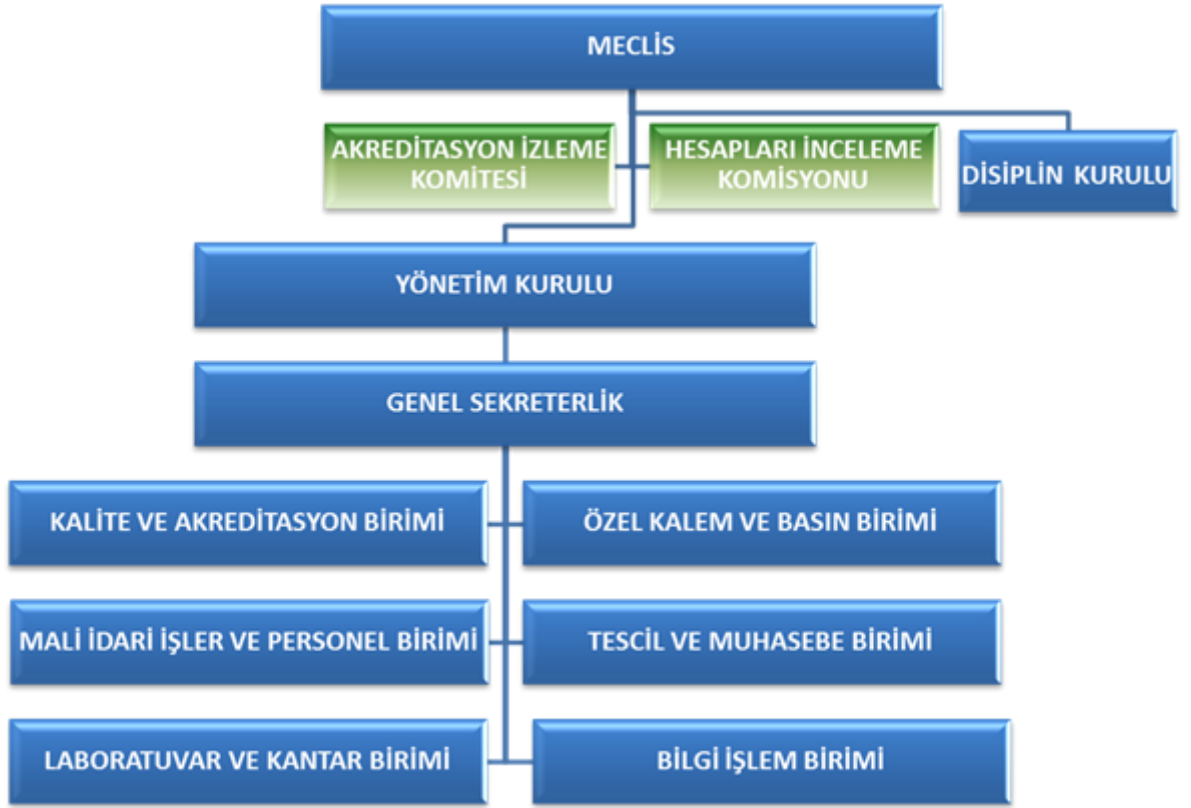 MECLİS
AKREDİTASYON İZLEME
KOMİTESİ
HESAPLARI İNCELEME
KOMİSYONU
DİSİPLİN KURULU
YÖNETİM KURULU
GENEL SEKRETERLİK
KALİTE VE AKREDİTASYON BİRİMİ
ÖZEL KALEM VE BASIN BİRİMİ
MALİ İDARİ İŞLER VE PERSONEL BİRİMİ
TESCİL VE MUHASEBE BİRİMİ
LABORATUVAR VE KANTAR BİRİMİ
BİLGİ İŞLEM BİRİMİ